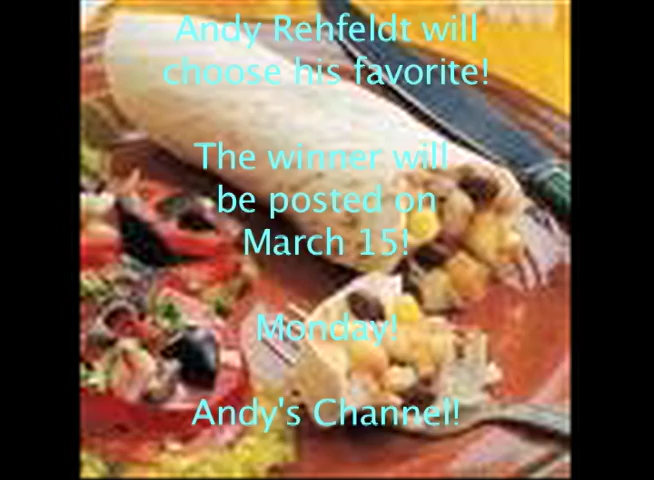 Andy Rehfeldt will
choose his favorite!
The winner will
be posted on
March 15!
Monday!
Andy's Channel!